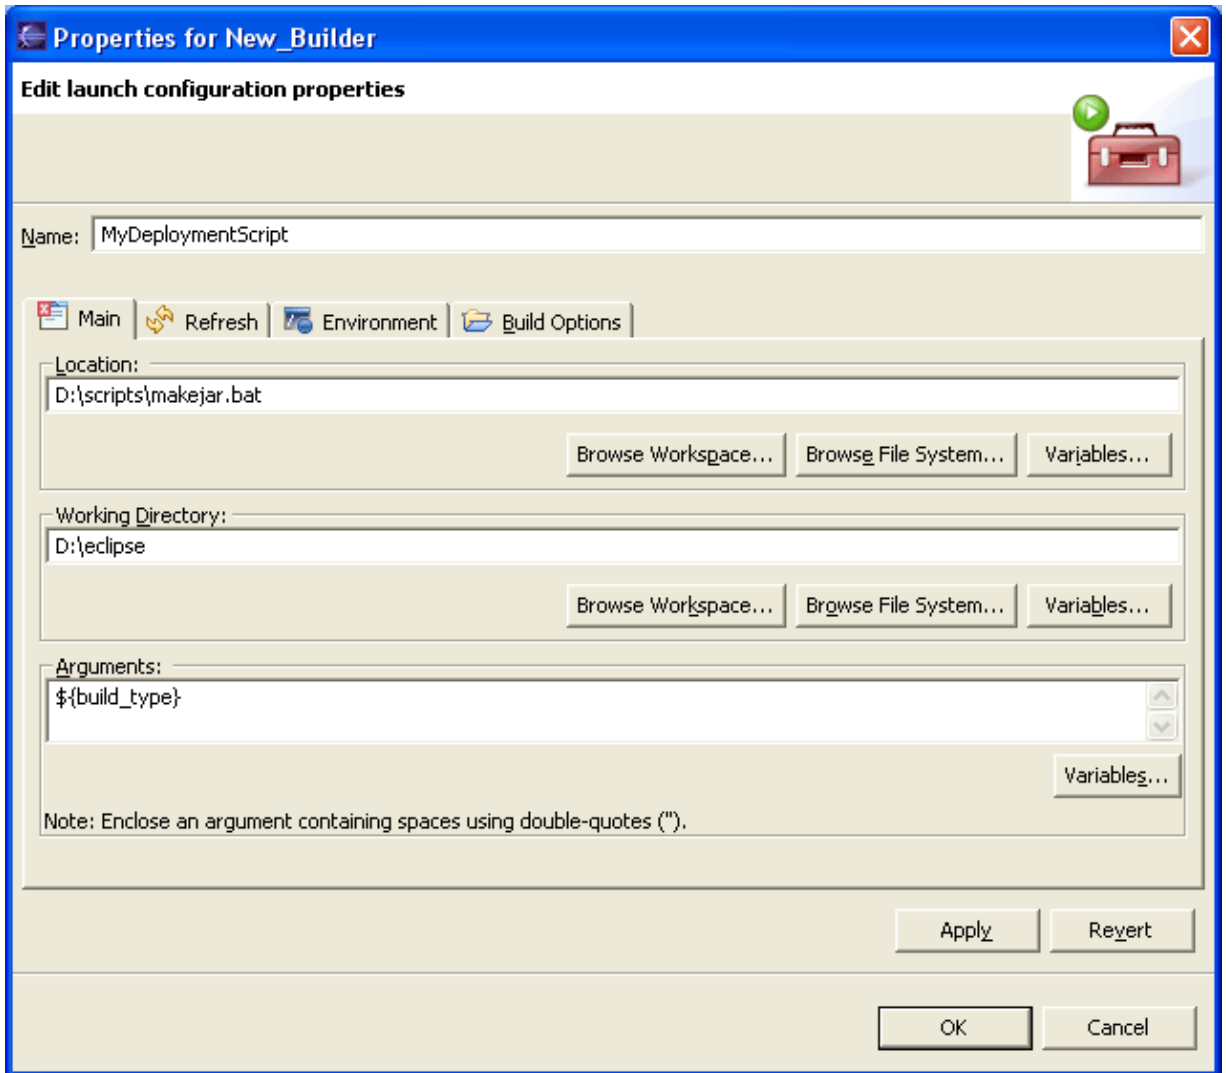 Properties for New_Builder
Edit launch configuration properties
Name: MyDeploymentScript
Main Refresh Environment Build Options
Location:
D:\scripts\makejar.bat
Browse Workspace... Browse File System... Variables...
Working Directory:
D:\eclipse
Browse Workspace... Browse File System... Variables...
Arguments:
${build_type}
Variables...
Note: Enclose an argument containing spaces using double-quotes (").
Apply Revert
OK Cancel